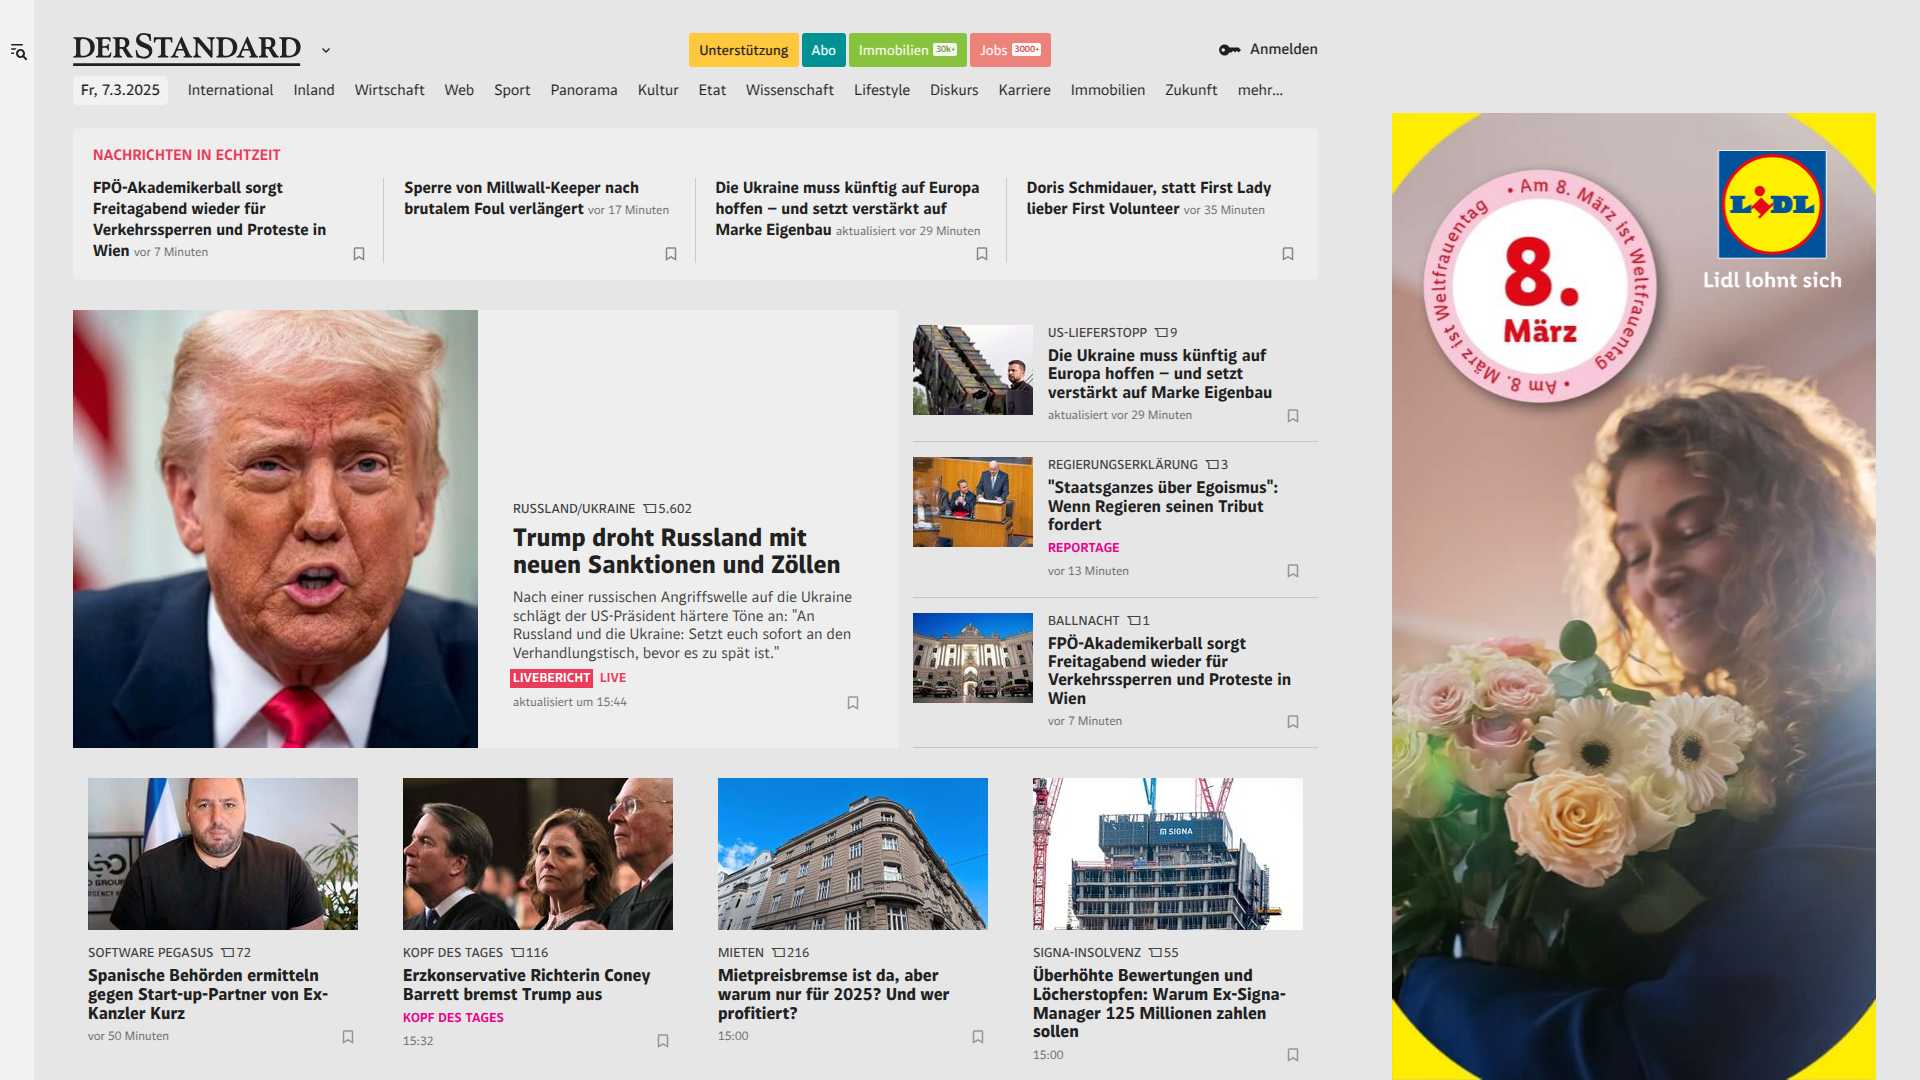 DERSTANDARD
Unterstützung
Abo
Immobilien 30k+
Jobs 3000+
Anmelden
Fr, 7.3.2025
International
Inland
Wirtschaft
Web
Sport
Panorama
Kultur
Etat
Wissenschaft
Lifestyle
Diskurs
Karriere
Immobilien
Zukunft
mehr...
NACHRICHTEN IN ECHTZEIT
FPÖ-Akademikerball sorgt
Freitagabend wieder für
Verkehrssperren und Proteste in
Wien vor 7 Minuten
Sperre von Millwall-Keeper nach
brutalem Foul verlängert vor 17 Minuten
Die Ukraine muss künftig auf Europa
hoffen – und setzt verstärkt auf
Marke Eigenbau aktualisiert vor 29 Minuten
Doris Schmidauer, statt First Lady
lieber First Volunteer vor 35 Minuten
RUSSLAND/UKRAINE 5.602
Trump droht Russland mit
neuen Sanktionen und Zöllen
Nach einer russischen Angriffswelle auf die Ukraine
schlägt der US-Präsident härtere Töne an: "An
Russland und die Ukraine: Setzt euch sofort an den
Verhandlungstisch, bevor es zu spät ist."
LIVEBERICHT LIVE
aktualisiert um 15:44
US-LIEFERSTOPP 9
Die Ukraine muss künftig auf
Europa hoffen – und setzt
verstärkt auf Marke Eigenbau
aktualisiert vor 29 Minuten
REGIERUNGSERKLÄRUNG 3
"Staatsganzes über Egoismus":
Wenn Regieren seinen Tribut
fordert
REPORTAGE
vor 13 Minuten
BALLNACHT 1
FPÖ-Akademikerball sorgt
Freitagabend wieder für
Verkehrssperren und Proteste in
Wien
vor 7 Minuten
SOFTWARE PEGASUS 72
Spanische Behörden ermitteln
gegen Start-up-Partner von Ex-
Kanzler Kurz
vor 50 Minuten
KOPF DES TAGES 116
Erzkonservative Richterin Coney
Barrett bremst Trump aus
KOPF DES TAGES
15:32
MIETEN 216
Mietpreisbremse ist da, aber
warum nur für 2025? Und wer
profitiert?
15:00
SIGNA
SIGNA-INSOLVENZ 55
Überhöhte Bewertungen und
Löcherstopfen: Warum Ex-Signa-
Manager 125 Millionen zahlen
sollen
15:00
• Am 8. März ist Weltfrauentag
• Am 8. März ist Weltfrauentag
8.
März
LIDL
Lidl lohnt sich